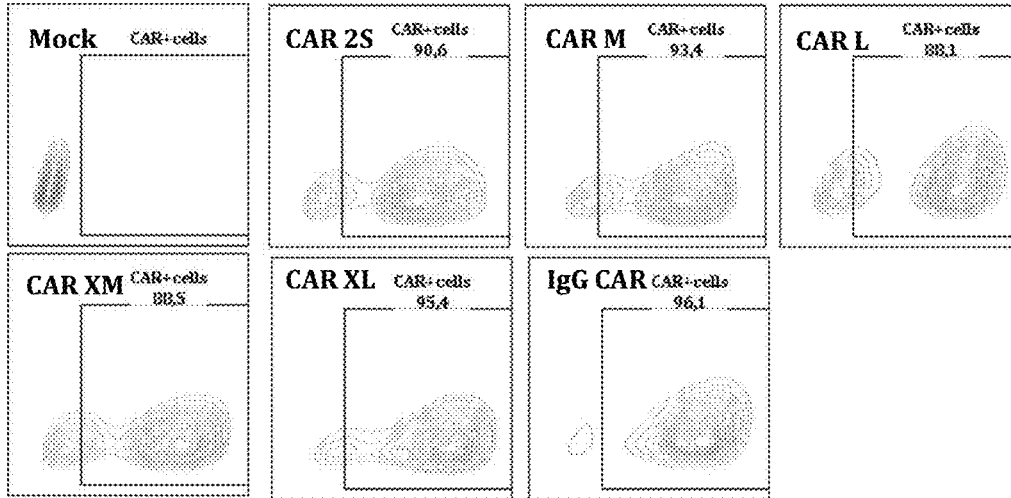 Mock CAR+cells
CAR 2S CAR+cells
90,6
CAR M CAR+cells
93,4
CAR L CAR+cells
88,1
CAR XM CAR+cells
88,5
CAR XL CAR+cells
95,4
IgG CAR CAR+cells
96,1